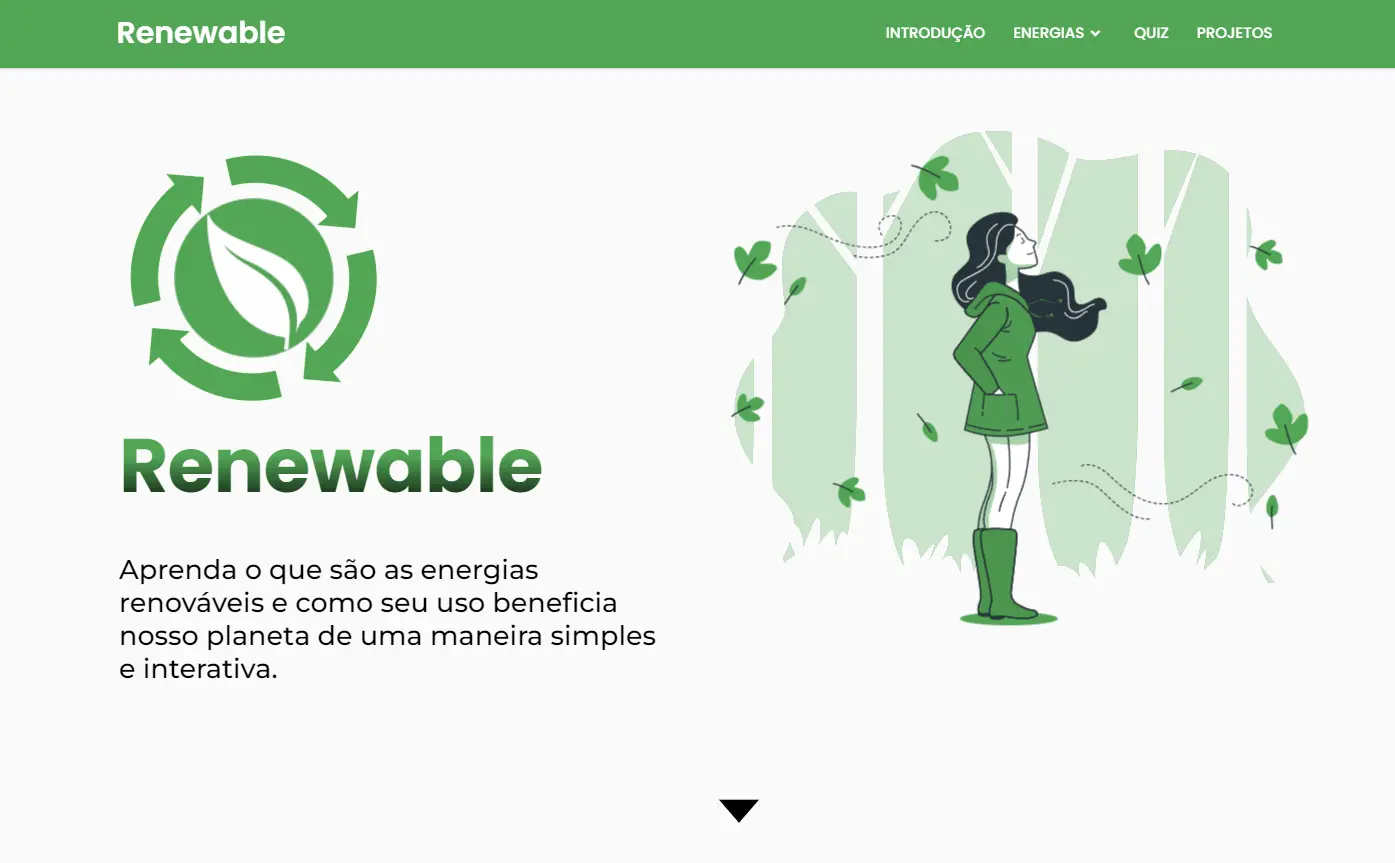 Renewable
INTRODUÇÃO ENERGIAS QUIZ PROJETOS
Renewable
Aprenda o que são as energias
renováveis e como seu uso beneficia
nosso planeta de uma maneira simples
e interativa.